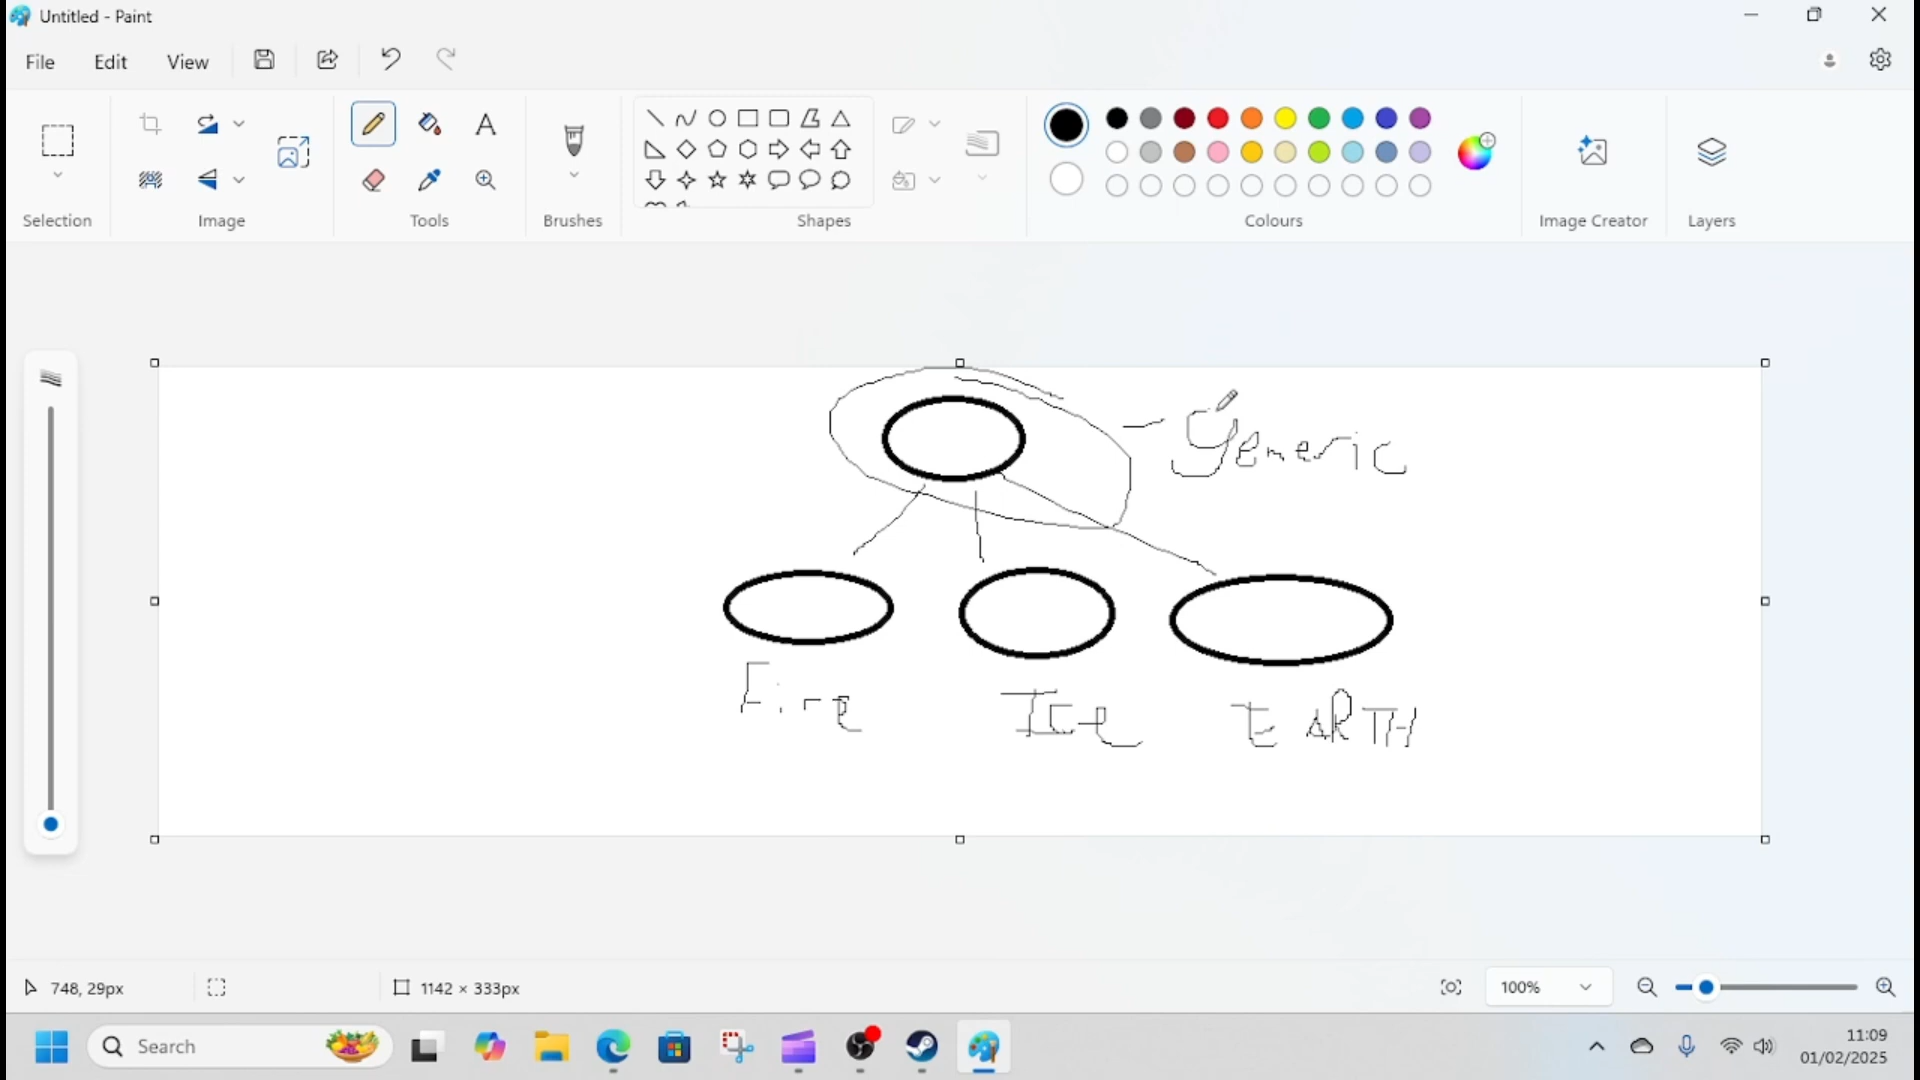 Untitled - Paint
File Edit View
Selection Image Tools Brushes Shapes Colours Image Creator Layers
Generic
Fire Ice EARTH
748, 29px 1142 × 333px 100%
Search 11:09
01/02/2025